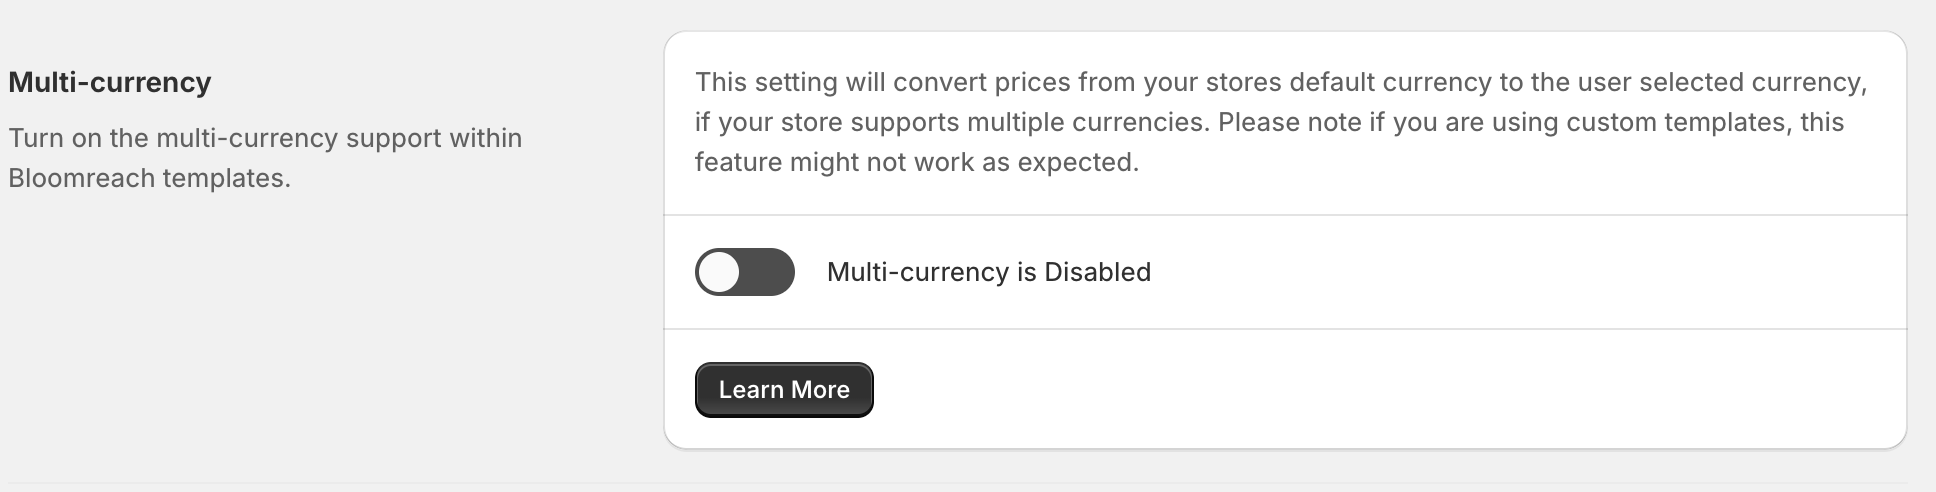 Multi-currency
Turn on the multi-currency support within
Bloomreach templates.
This setting will convert prices from your stores default currency to the user selected currency,
if your store supports multiple currencies. Please note if you are using custom templates, this
feature might not work as expected.
Multi-currency is Disabled
Learn More